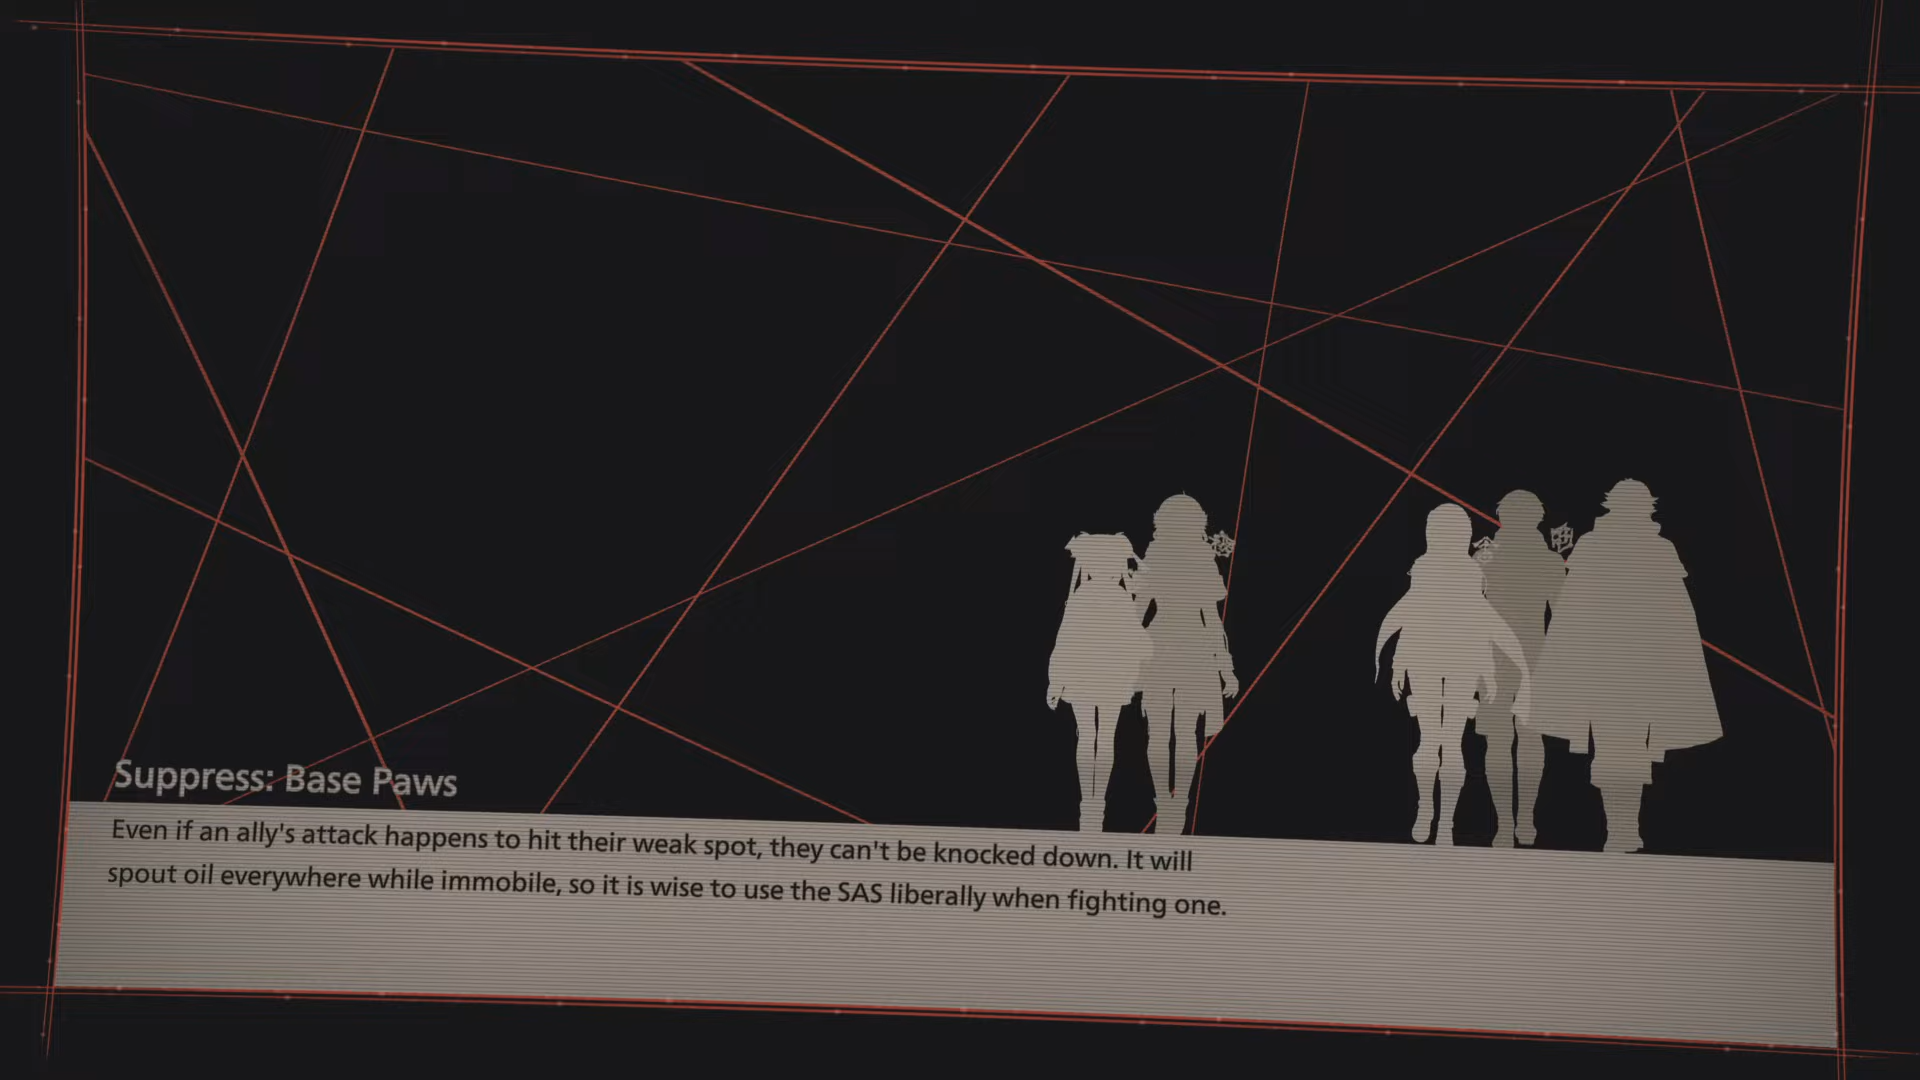 Suppress: Base Paws
Even if an ally's attack happens to hit their weak spot, they can't be knocked down. It will
spout oil everywhere while immobile, so it is wise to use the SAS liberally when fighting one.